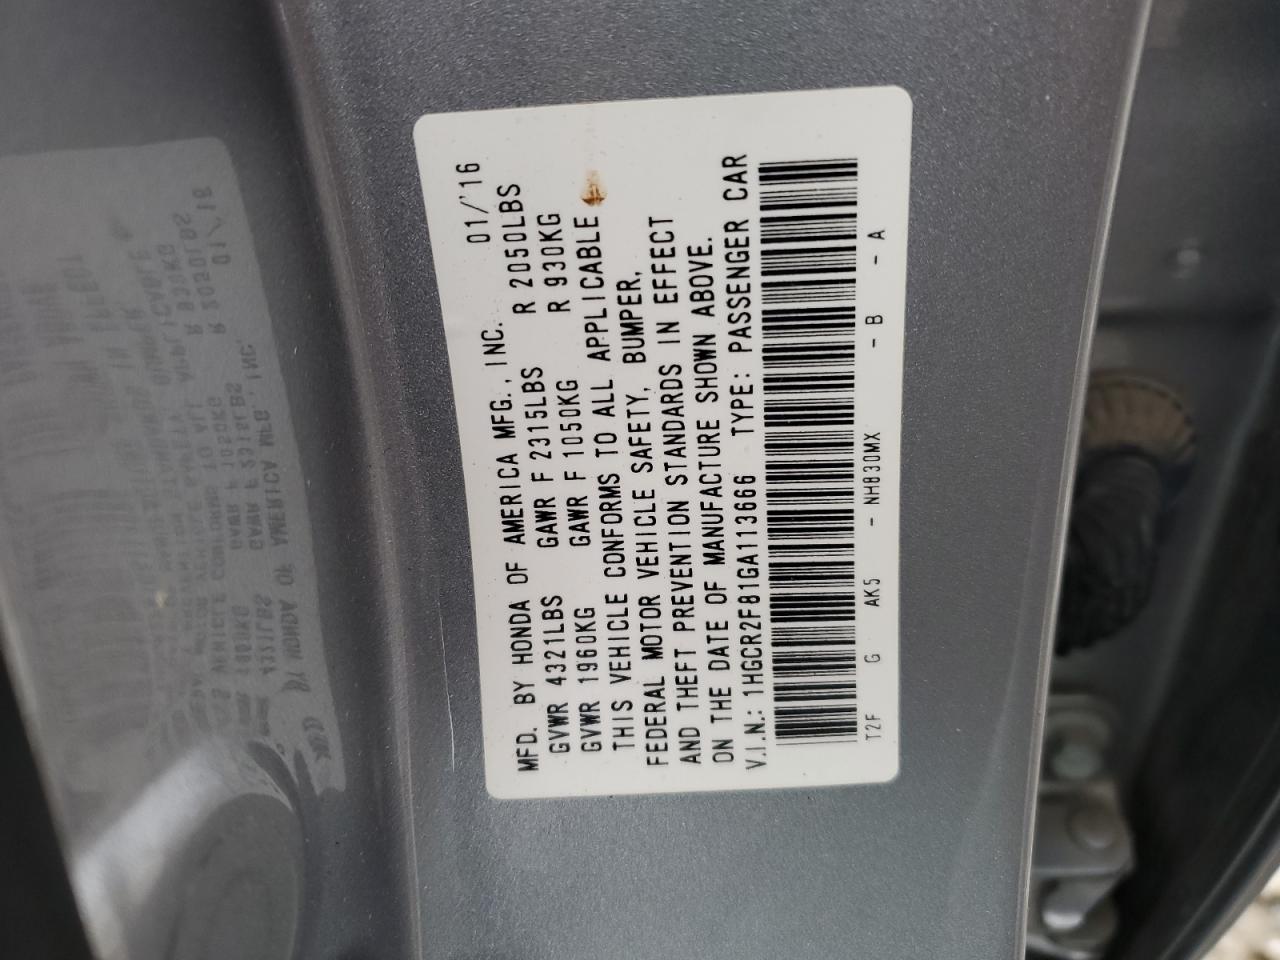 MFD. BY HONDA OF AMERICA MFG., INC. 01/'16
GVWR 4321LBS GAWR F 2315LBS R 2050LBS
GVWR 1960KG GAWR F 1050KG R 930KG
THIS VEHICLE CONFORMS TO ALL APPLICABLE
FEDERAL MOTOR VEHICLE SAFETY, BUMPER,
AND THEFT PREVENTION STANDARDS IN EFFECT
ON THE DATE OF MANUFACTURE SHOWN ABOVE.
V.I.N.: 1HGCR2F81GA113666 TYPE: PASSENGER CAR
T2F G AK5 - NH830MX - B - A